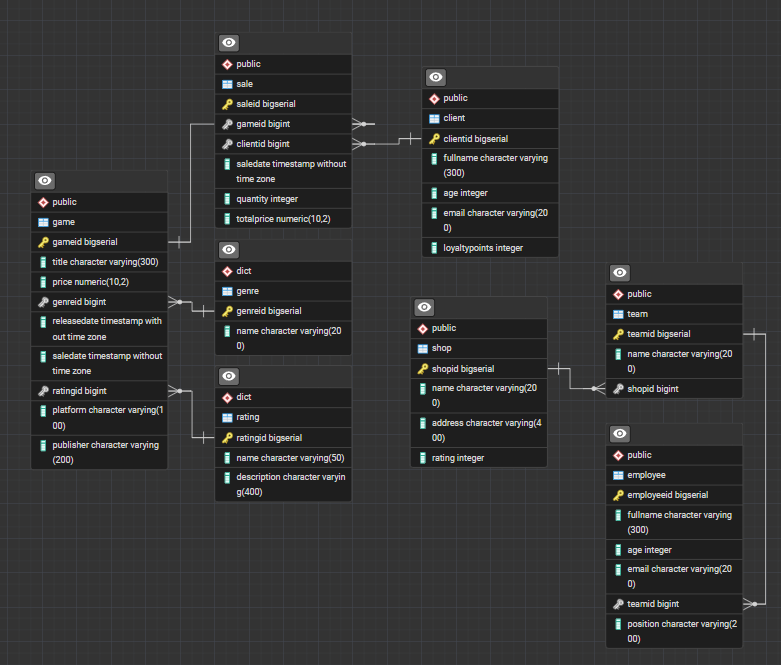 public
sale
saleid bigserial
gameid bigint
clientid bigint
saledate timestamp without
time zone
quantity integer
totalprice numeric(10,2)
public
client
clientid bigserial
fullname character varying
(300)
age integer
email character varying(20
0)
loyaltypoints integer
public
game
gameid bigserial
title character varying(300)
price numeric(10,2)
genreid bigint
releasedate timestamp with
out time zone
saledate timestamp without
time zone
ratingid bigint
platform character varying(1
00)
publisher character varying
(200)
dict
genre
genreid bigserial
name character varying(20
0)
dict
rating
ratingid bigserial
name character varying(50)
description character varyin
g(400)
public
shop
shopid bigserial
name character varying(20
0)
address character varying(4
00)
rating integer
public
team
teamid bigserial
name character varying(20
0)
shopid bigint
public
employee
employeeid bigserial
fullname character varying
(300)
age integer
email character varying(20
0)
teamid bigint
position character varying(2
00)